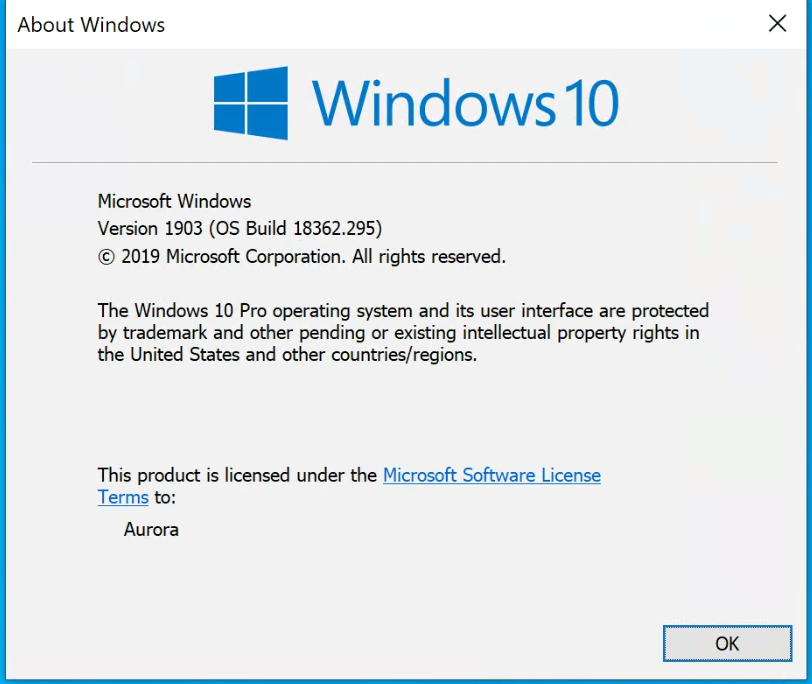 About Windows
Windows 10
Microsoft Windows
Version 1903 (OS Build 18362.295)
© 2019 Microsoft Corporation. All rights reserved.
The Windows 10 Pro operating system and its user interface are protected
by trademark and other pending or existing intellectual property rights in
the United States and other countries/regions.
This product is licensed under the Microsoft Software License
Terms to:
Aurora
OK